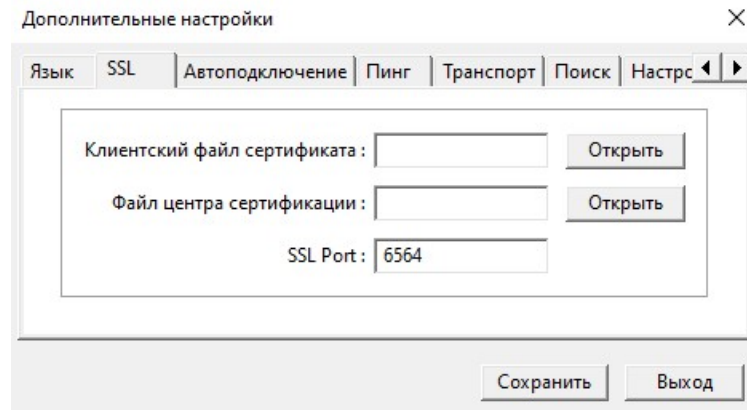 Дополнительные настройки
Язык SSL Автоподключение Пинг Транспорт Поиск Настро
Клиентский файл сертификата : Открыть
Файл центра сертификации : Открыть
SSL Port : 6564
Сохранить Выход